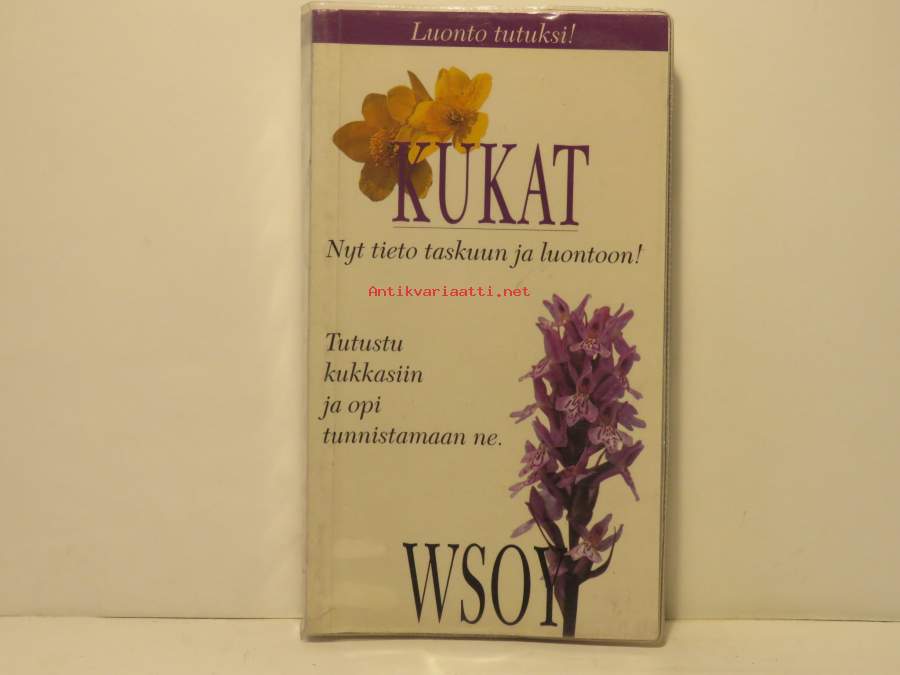 Luonto tutuksi!
KUKAT
Nyt tieto taskuun ja luontoon!
Antikvariaatti.net
Tutustu
kukkasiin
ja opi
tunnistamaan ne.
WSOY